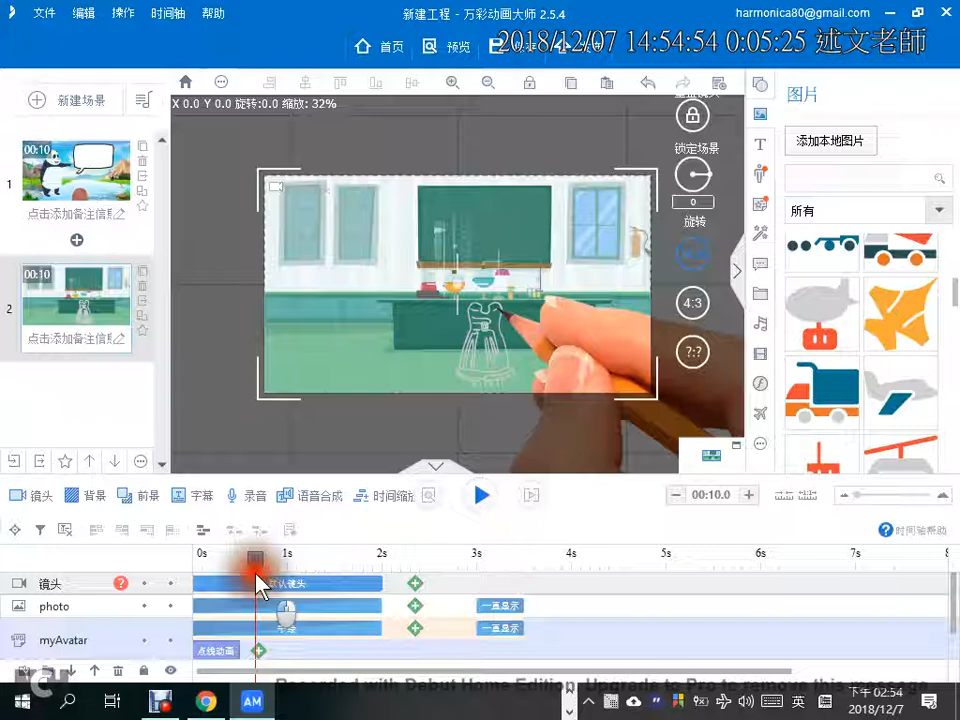 文件 编辑 操作 时间轴 帮助
新建工程 - 万彩动画大师 2.5.4
harmonica80@gmail.com
首页 预览
2018/12/07 14:54:54 0:05:25 述文老師
新建场景
X 0.0 Y 0.0 旋转:0.0 缩放: 32%
图片
添加本地图片
所有
1
00:10
点击添加备注信息
2
00:10
点击添加备注信息
锁定场景
0
旋转
4:3
?:?
镜头 背景 前景 字幕 录音 语音合成 时间缩放
00:10.0
时间轴帮助
0s 1s 2s 3s 4s 5s 6s 7s 8
镜头 默认镜头
photo 一直显示
myAvatar 一直显示
点线动画
Recorded with Debut Home Edition. Upgrade to Pro to remove this message
AM
英
下午 02:54
2018/12/7